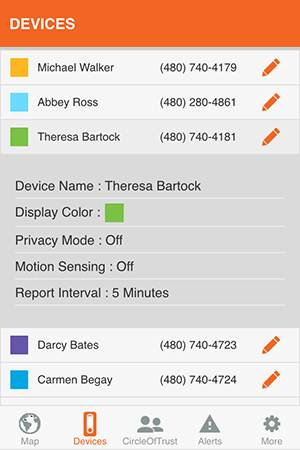 DEVICES
Michael Walker (480) 740-4179
Abbey Ross (480) 280-4861
Theresa Bartock (480) 740-4181
Device Name : Theresa Bartock
Display Color :
Privacy Mode : Off
Motion Sensing : Off
Report Interval : 5 Minutes
Darcy Bates (480) 740-4723
Carmen Begay (480) 740-4724
Map Devices CircleOfTrust Alerts More